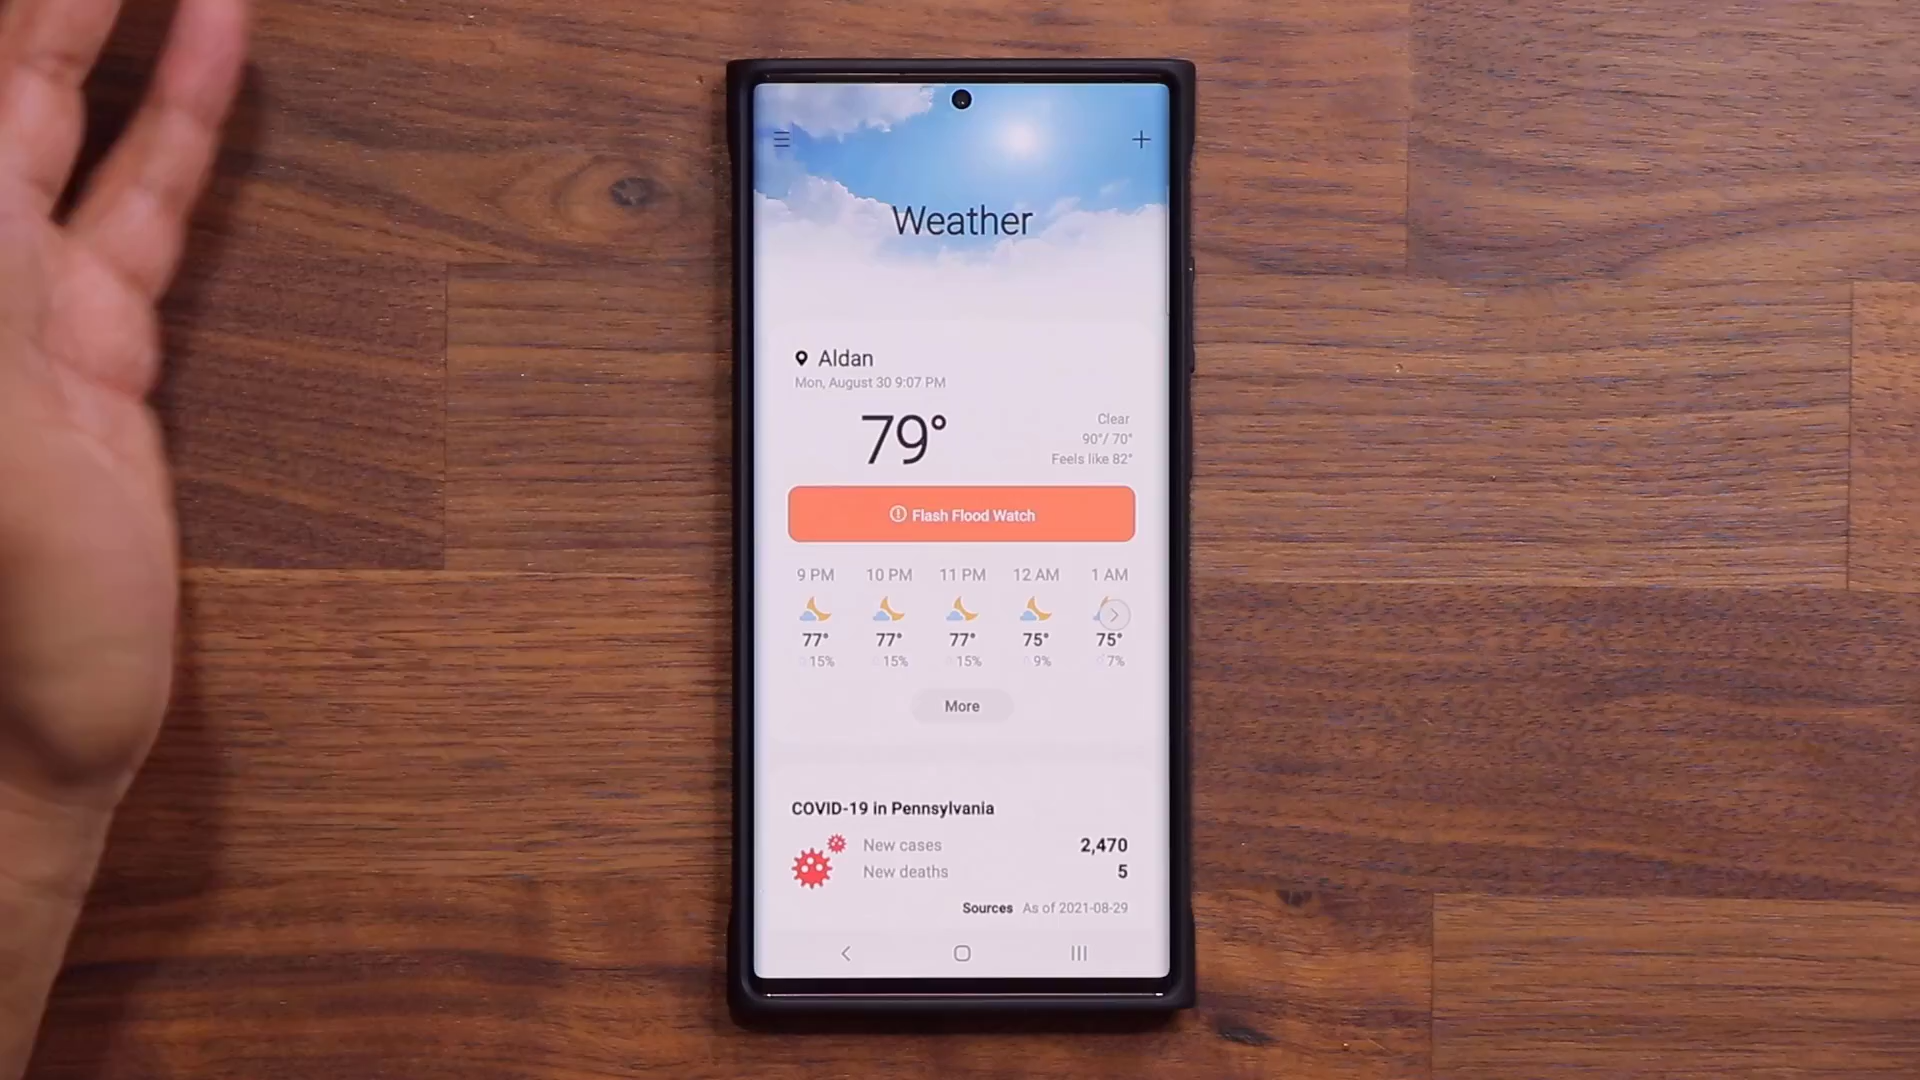 Weather
Aldan
Mon, August 30 9:07 PM
79°
Clear
90°/ 70°
Feels like 82°
Flash Flood Watch
9 PM 10 PM 11 PM 12 AM 1 AM
77° 77° 77° 75° 75°
15% 15% 15% 9% 7%
More
COVID-19 in Pennsylvania
New cases 2,470
New deaths 5
Sources As of 2021-08-29